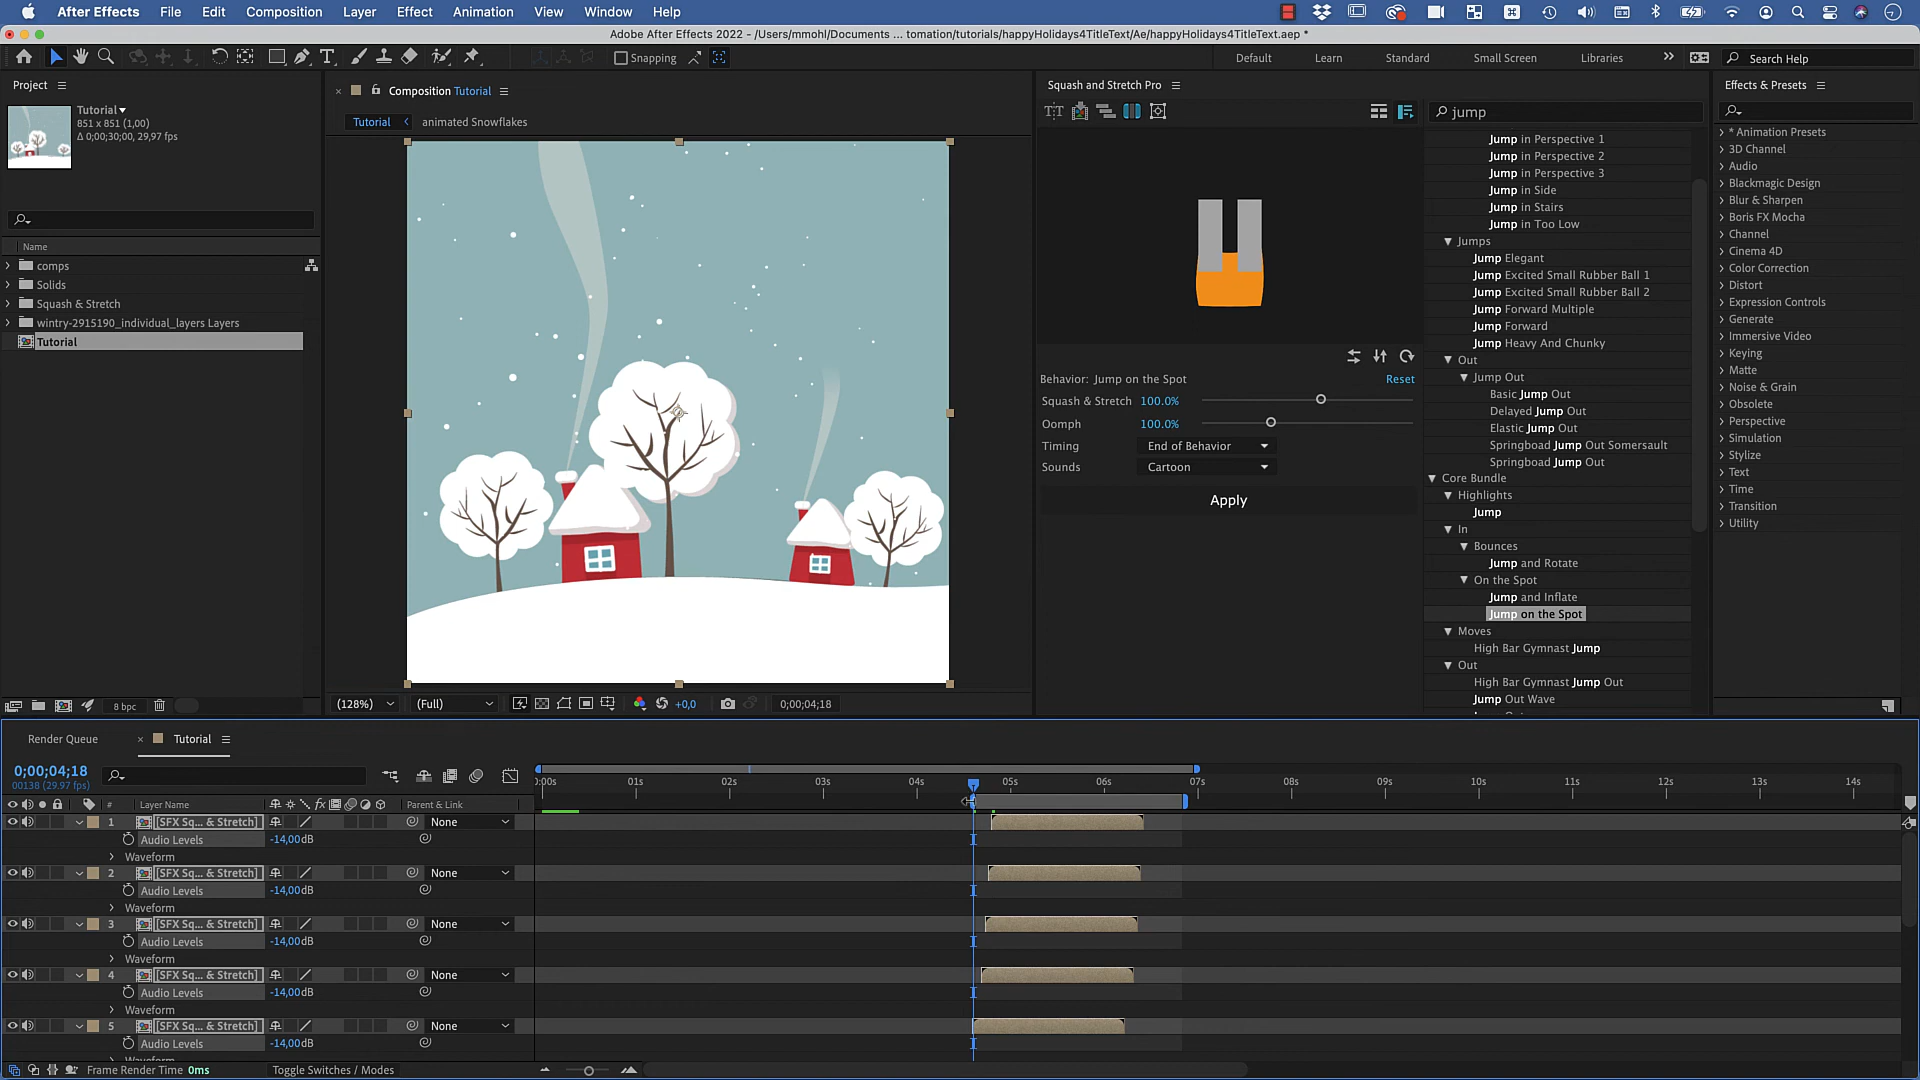 After Effects File Edit Composition Layer Effect Animation View Window Help
Adobe After Effects 2022 - /Users/mmohl/Documents ... tomation/tutorials/happyHolidays4TitleText/Ae/happyHolidays4TitleText.aep *
Snapping Default Learn Standard Small Screen Libraries Search Help
Project
Tutorial
851 x 851 (1,00)
Δ 0;00;30;00, 29,97 fps
Name
comps
Solids
Squash & Stretch
wintry-2915190_individual_layers Layers
Tutorial
8 bpc
Composition Tutorial
Tutorial animated Snowflakes
(128%) (Full) +0,0 0;00;04;18
Squash and Stretch Pro
Behavior: Jump on the Spot Reset
Squash & Stretch 100.0%
Oomph 100.0%
Timing End of Behavior
Sounds Cartoon
Apply
jump
Jump in Perspective 1
Jump in Perspective 2
Jump in Perspective 3
Jump in Side
Jump in Stairs
Jump in Too Low
Jumps
Jump Elegant
Jump Excited Small Rubber Ball 1
Jump Excited Small Rubber Ball 2
Jump Forward Multiple
Jump Forward
Jump Heavy And Chunky
Out
Jump Out
Basic Jump Out
Delayed Jump Out
Elastic Jump Out
Springboad Jump Out Somersault
Springboad Jump Out
Core Bundle
Highlights
Jump
In
Bounces
Jump and Rotate
On the Spot
Jump and Inflate
Jump on the Spot
Moves
High Bar Gymnast Jump
Out
High Bar Gymnast Jump Out
Jump Out Wave
Effects & Presets
* Animation Presets
3D Channel
Audio
Blackmagic Design
Blur & Sharpen
Boris FX Mocha
Channel
Cinema 4D
Color Correction
Distort
Expression Controls
Generate
Immersive Video
Keying
Matte
Noise & Grain
Obsolete
Perspective
Simulation
Stylize
Text
Time
Transition
Utility
Render Queue Tutorial
0;00;04;18
00138 (29.97 fps)
# Layer Name Parent & Link
:00s 01s 02s 03s 04s 05s 06s 07s 08s 09s 10s 11s 12s 13s 14s
1 [SFX Sq... & Stretch] None
Audio Levels -14,00dB
Waveform
2 [SFX Sq... & Stretch] None
Audio Levels -14,00dB
Waveform
3 [SFX Sq... & Stretch] None
Audio Levels -14,00dB
Waveform
4 [SFX Sq... & Stretch] None
Audio Levels -14,00dB
Waveform
5 [SFX Sq... & Stretch] None
Audio Levels -14,00dB
Waveform
Frame Render Time 0ms Toggle Switches / Modes